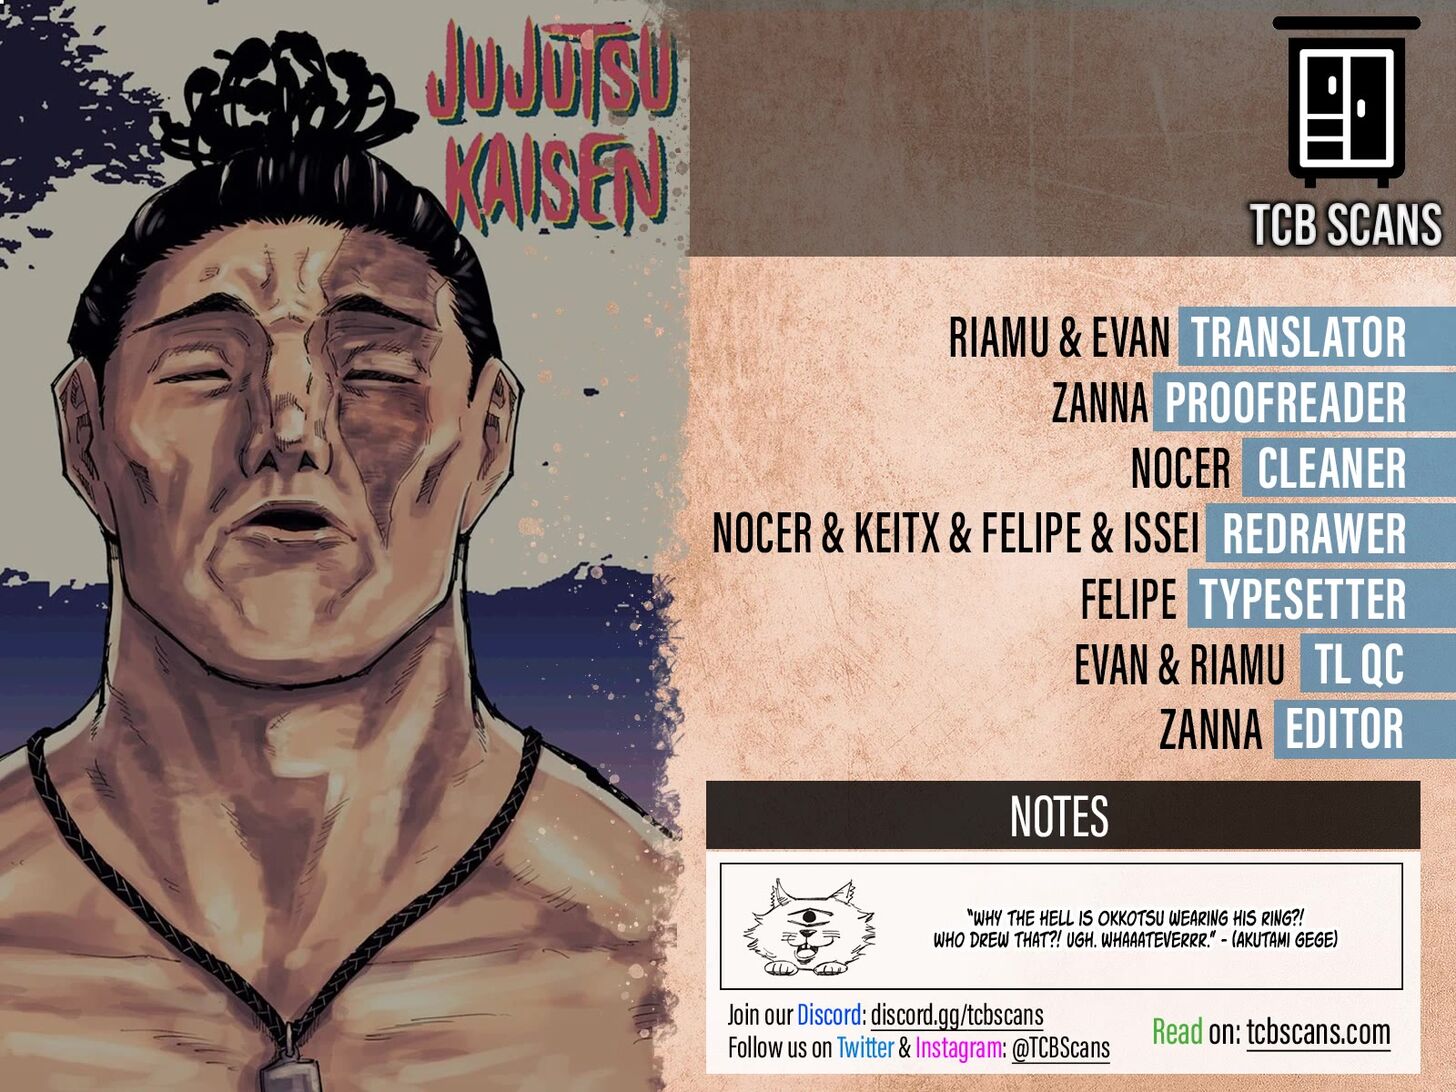 JUJUTSU
KAISEN
TCB SCANS
RIAMU & EVAN TRANSLATOR
ZANNA PROOFREADER
NOCER CLEANER
NOCER & KEITX & FELIPE & ISSEI REDRAWER
FELIPE TYPESETTER
EVAN & RIAMU TL QC
ZANNA EDITOR
NOTES
"WHY THE HELL IS OKKOTSU WEARING HIS RING?!
WHO DREW THAT?! UGH. WHAAATEVERRR." - (AKUTAMI GEGE)
Join our Discord: discord.gg/tcbscans
Follow us on Twitter & Instagram: @TCBScans
Read on: tcbscans.com